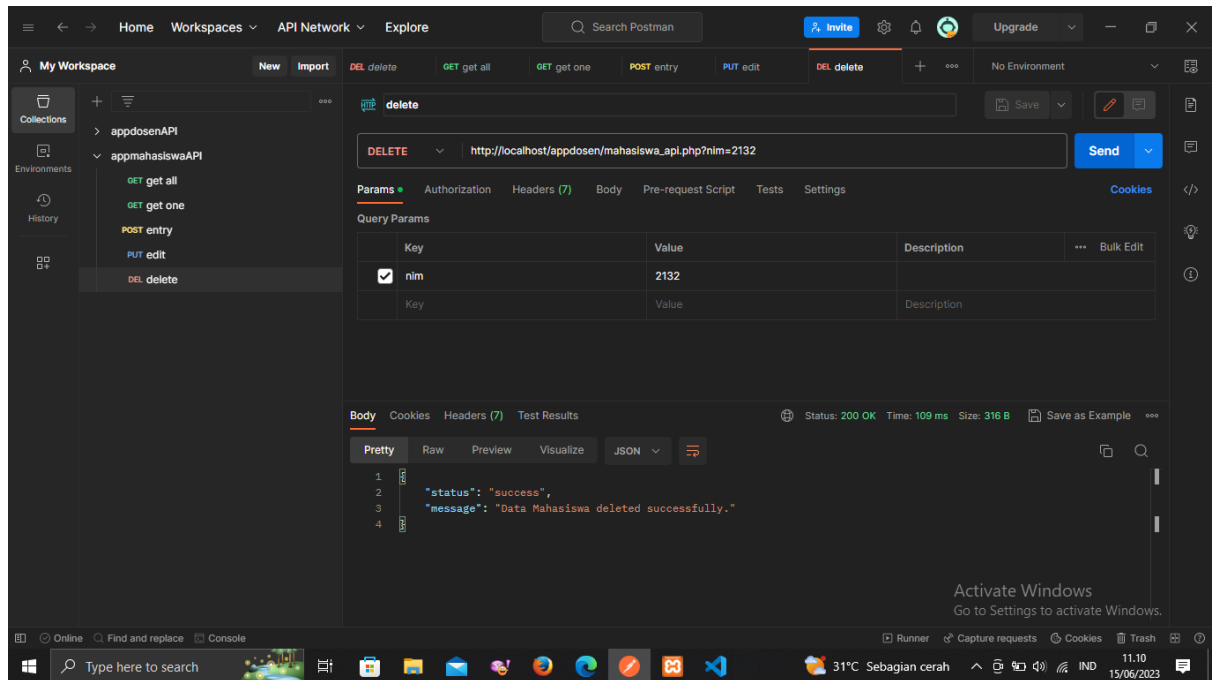 Home Workspaces API Network Explore Search Postman Invite Upgrade
My Workspace New Import DEL delete GET get all GET get one POST entry PUT edit DEL delete No Environment
Collections
Environments
History
appdosenAPI
appmahasiswaAPI
GET get all
GET get one
POST entry
PUT edit
DEL delete
HTTP delete Save
DELETE http://localhost/appdosen/mahasiswa_api.php?nim=2132 Send
Params Authorization Headers (7) Body Pre-request Script Tests Settings Cookies
Query Params
Key Value Description Bulk Edit
nim 2132
Key Value Description
Body Cookies Headers (7) Test Results Status: 200 OK Time: 109 ms Size: 316 B Save as Example
Pretty Raw Preview Visualize JSON
1 {
2 "status": "success",
3 "message": "Data Mahasiswa deleted successfully."
4 }
Activate Windows
Go to Settings to activate Windows.
Online Find and replace Console Runner Capture requests Cookies Trash
Type here to search 31°C Sebagian cerah IND 11.10
15/06/2023